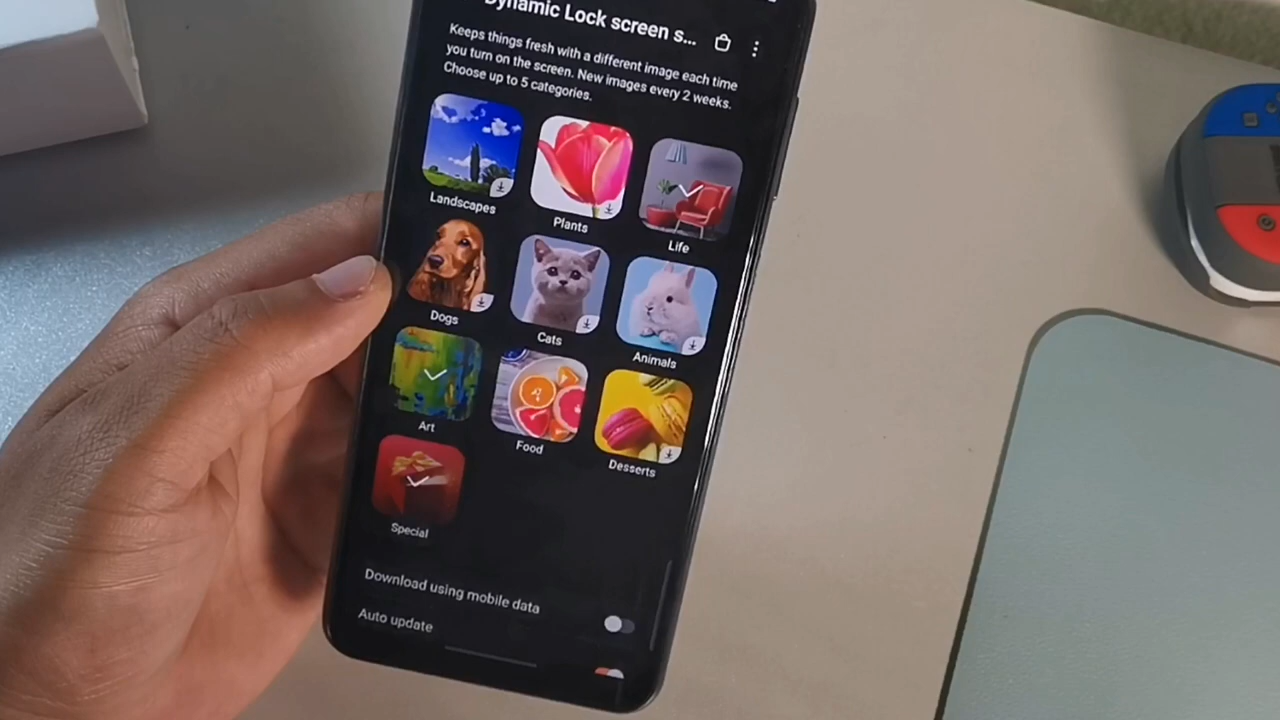 Dynamic Lock screen s...
Keeps things fresh with a different image each time
you turn on the screen. New images every 2 weeks.
Choose up to 5 categories.
Landscapes
Plants
Life
Dogs
Cats
Animals
Art
Food
Desserts
Special
Download using mobile data
Auto update